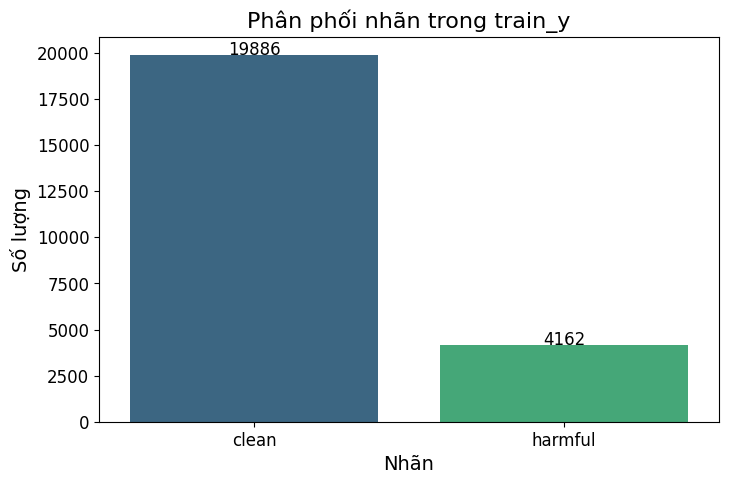 Phân phối nhãn trong train_y
Số lượng
20000
17500
15000
12500
10000
7500
5000
2500
0
19886
4162
clean
harmful
Nhãn